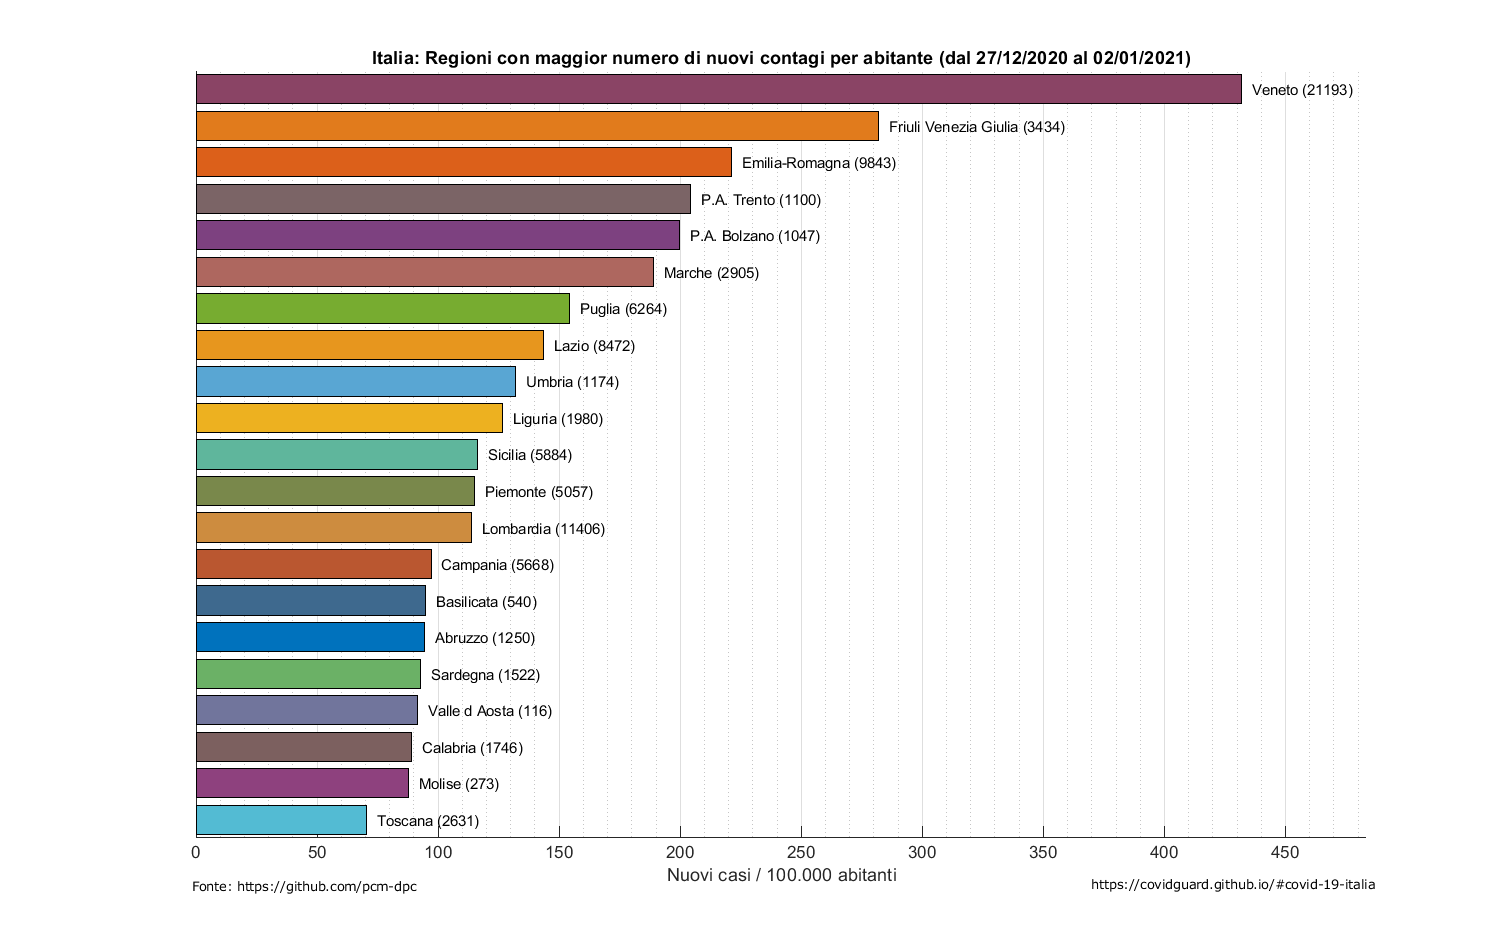 Italia: Regioni con maggior numero di nuovi contagi per abitante (dal 27/12/2020 al 02/01/2021)
Veneto (21193)
Friuli Venezia Giulia (3434)
Emilia-Romagna (9843)
P.A. Trento (1100)
P.A. Bolzano (1047)
Marche (2905)
Puglia (6264)
Lazio (8472)
Umbria (1174)
Liguria (1980)
Sicilia (5884)
Piemonte (5057)
Lombardia (11406)
Campania (5668)
Basilicata (540)
Abruzzo (1250)
Sardegna (1522)
Valle d Aosta (116)
Calabria (1746)
Molise (273)
Toscana (2631)
0 50 100 150 200 250 300 350 400 450
Nuovi casi / 100.000 abitanti
Fonte: https://github.com/pcm-dpc
https://covidguard.github.io/#covid-19-italia